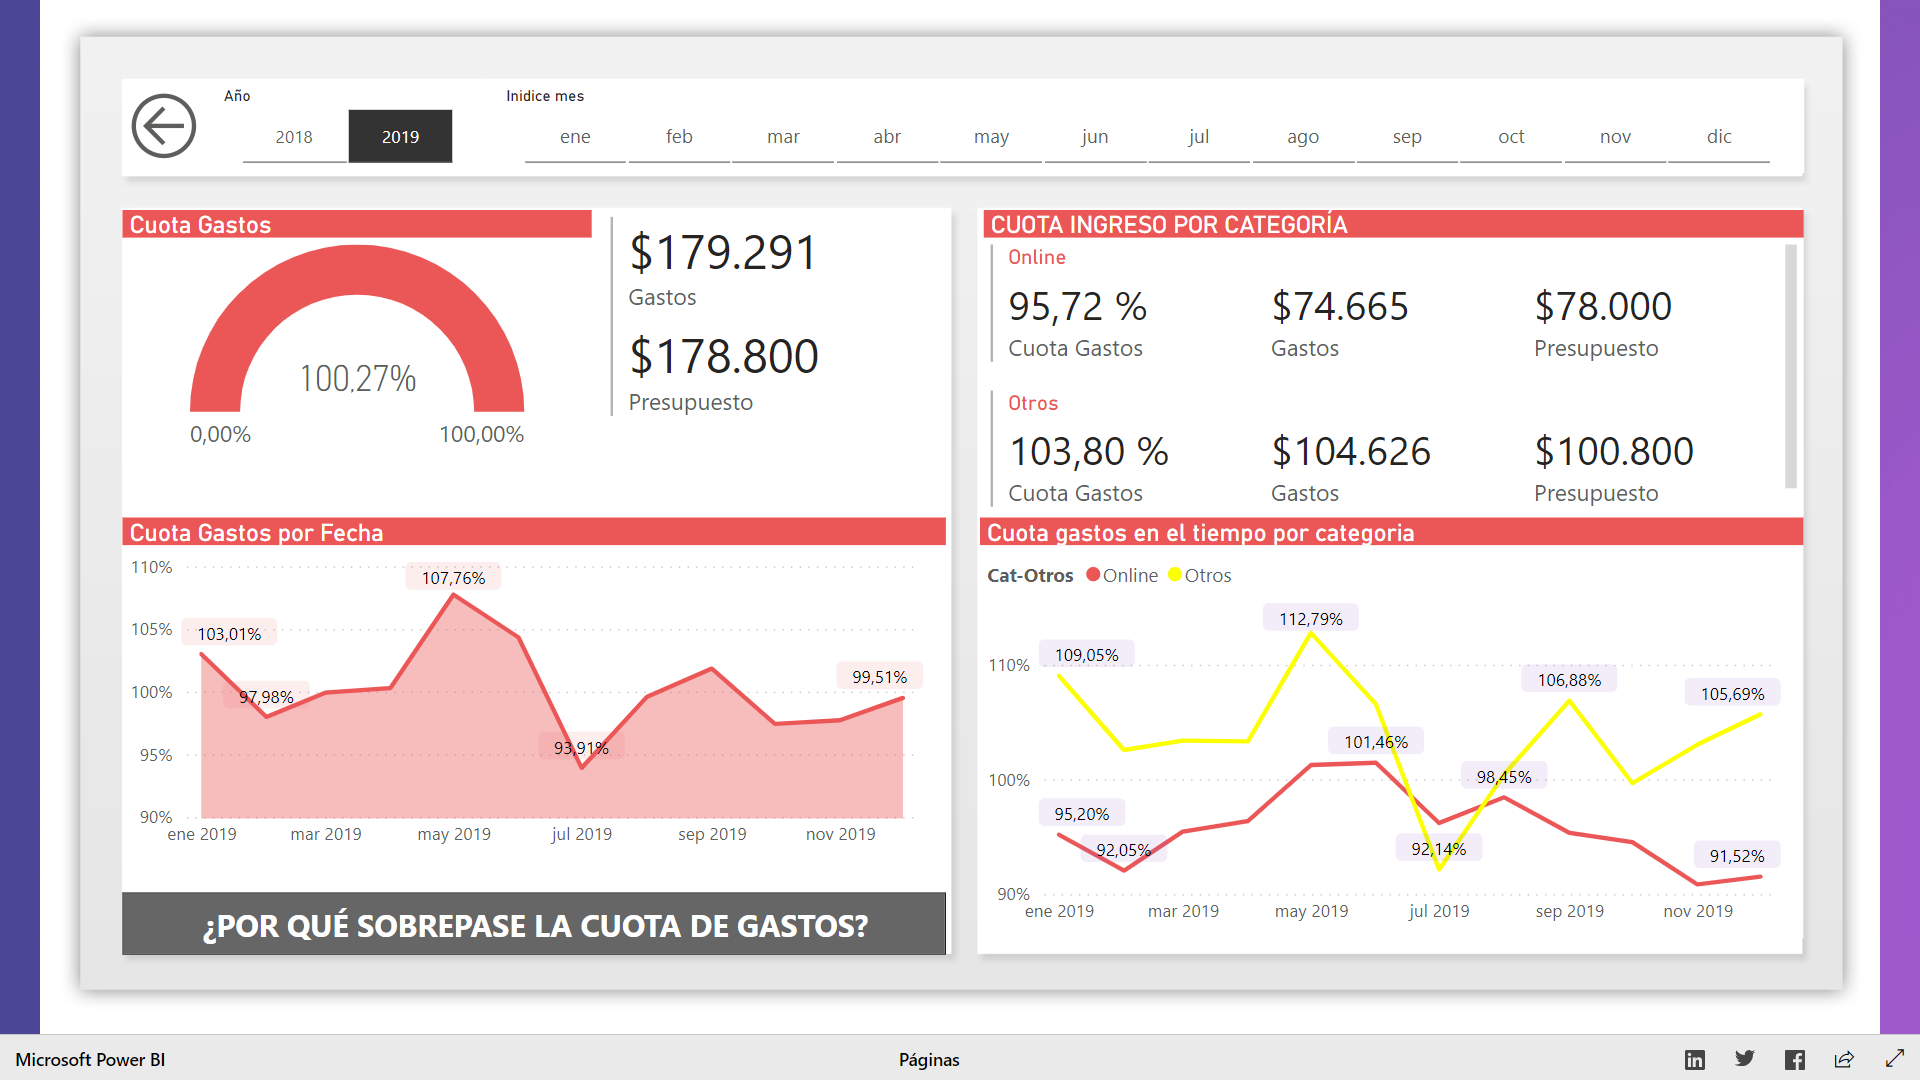 Año
2018
2019
Inidice mes
ene
feb
mar
abr
may
jun
jul
ago
sep
oct
nov
dic
Cuota Gastos
100,27%
0,00%
100,00%
$179.291
Gastos
$178.800
Presupuesto
CUOTA INGRESO POR CATEGORÍA
Online
95,72 %
$74.665
$78.000
Cuota Gastos
Gastos
Presupuesto
Otros
103,80 %
$104.626
$100.800
Cuota Gastos
Gastos
Presupuesto
Cuota Gastos por Fecha
110%
105%
100%
95%
90%
103,01%
97,98%
107,76%
93,91%
99,51%
ene 2019
mar 2019
may 2019
jul 2019
sep 2019
nov 2019
¿POR QUÉ SOBREPASE LA CUOTA DE GASTOS?
Cuota gastos en el tiempo por categoria
Cat-Otros
Online
Otros
110%
100%
90%
109,05%
112,79%
106,88%
105,69%
101,46%
98,45%
95,20%
92,05%
92,14%
91,52%
ene 2019
mar 2019
may 2019
jul 2019
sep 2019
nov 2019
Microsoft Power BI
Páginas